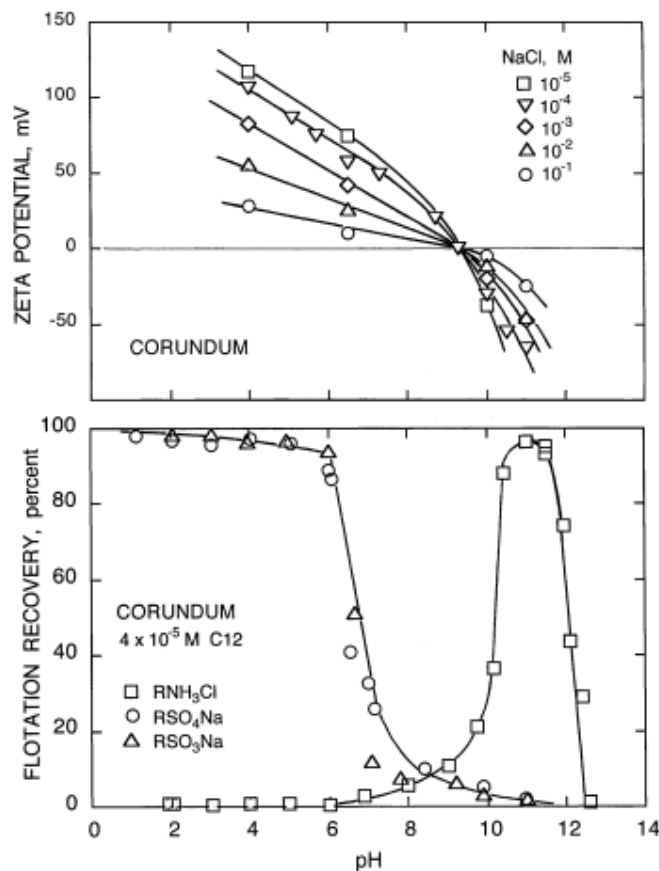 150
100
50
0
-50
ZETA POTENTIAL, mV
NaCl, M
10⁻⁵
10⁻⁴
10⁻³
10⁻²
10⁻¹
CORUNDUM
100
80
60
40
20
0
FLOTATION RECOVERY, percent
CORUNDUM
4 x 10⁻⁵ M C12
RNH₃Cl
RSO₄Na
RSO₃Na
0 2 4 6 8 10 12 14
pH